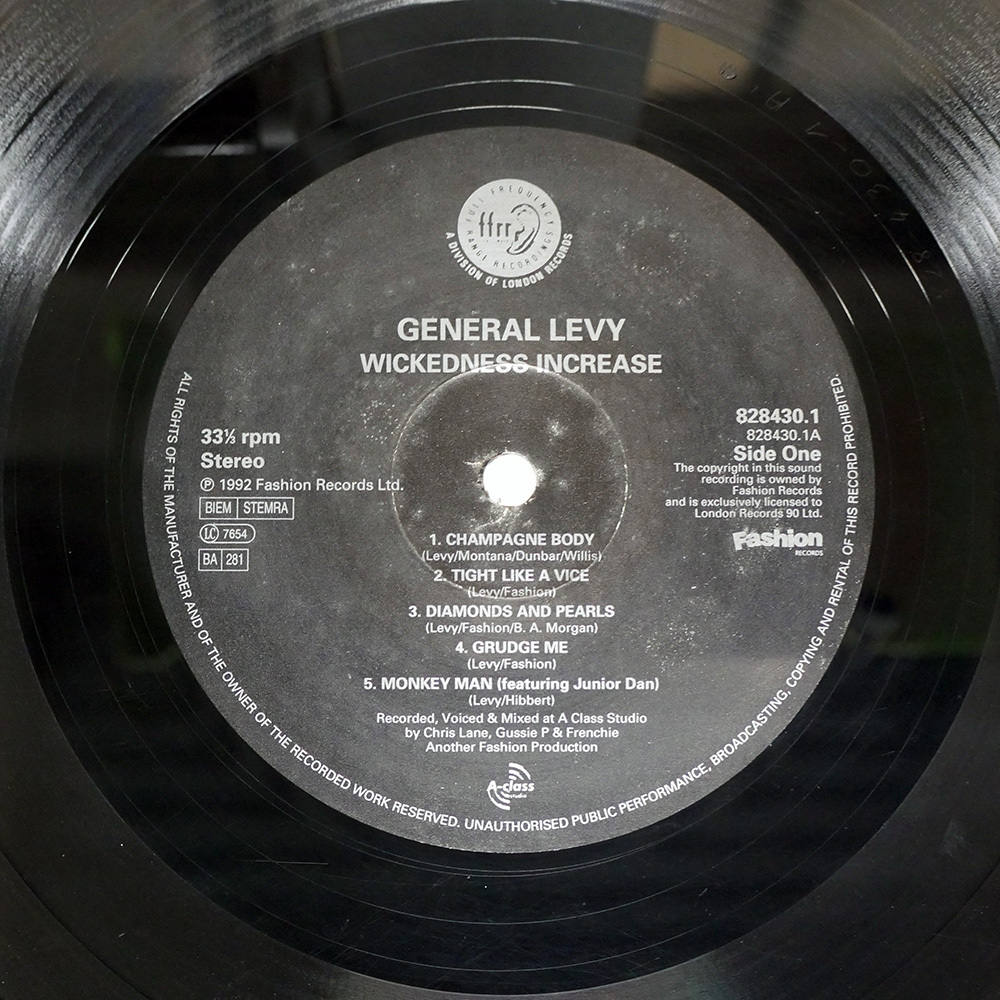 FULL FREQUENCY
ffrr
RANGE RECORDINGS
A DIVISION OF LONDON RECORDS
GENERAL LEVY
WICKEDNESS INCREASE
33⅓ rpm
Stereo
℗ 1992 Fashion Records Ltd.
BIEM STEMRA
LC 7654
BA 281
828430.1
828430.1A
Side One
The copyright in this sound
recording is owned by
Fashion Records
and is exclusively licensed to
London Records 90 Ltd.
Fashion
RECORDS
1. CHAMPAGNE BODY
(Levy/Montana/Dunbar/Willis)
2. TIGHT LIKE A VICE
(Levy/Fashion)
3. DIAMONDS AND PEARLS
(Levy/Fashion/B. A. Morgan)
4. GRUDGE ME
(Levy/Fashion)
5. MONKEY MAN (featuring Junior Dan)
(Levy/Hibbert)
Recorded, Voiced & Mixed at A Class Studio
by Chris Lane, Gussie P & Frenchie
Another Fashion Production
A-class
studio
ALL RIGHTS OF THE MANUFACTURER AND OF THE OWNER OF THE RECORDED WORK RESERVED. UNAUTHORISED PUBLIC PERFORMANCE, BROADCASTING, COPYING AND RENTAL OF THIS RECORD PROHIBITED.